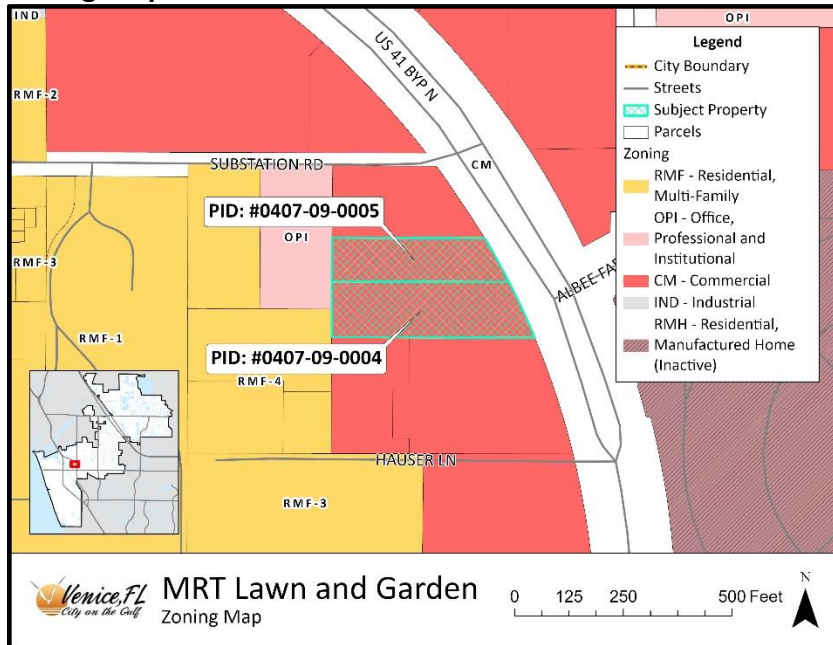 IND
OPI
RMF-2
US 41 BYP N
SUBSTATION RD
CM
PID: #0407-09-0005
OPI
RMF-3
ALBEE FA
RMF-1
PID: #0407-09-0004
RMF-4
HAUSER LN
RMF-3
Legend
City Boundary
Streets
Subject Property
Parcels
Zoning
RMF - Residential,
Multi-Family
OPI - Office,
Professional and
Institutional
CM - Commercial
IND - Industrial
RMH - Residential,
Manufactured Home
(Inactive)
Venice, FL
City on the Gulf
MRT Lawn and Garden
Zoning Map
0 125 250 500 Feet
N